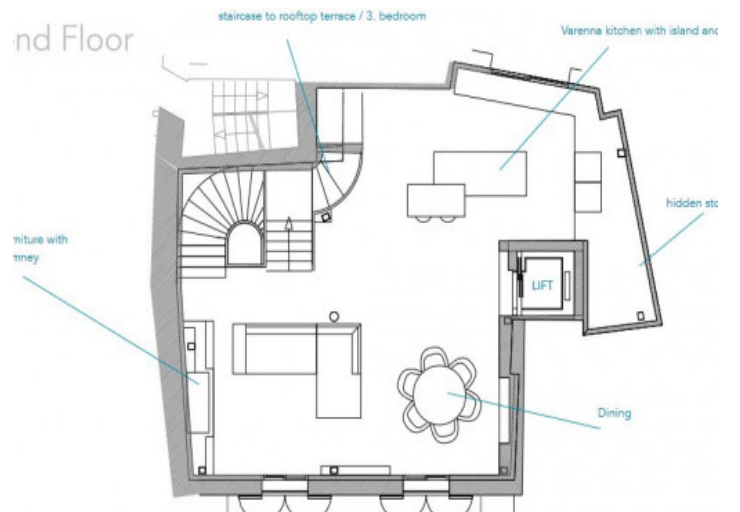 staircase to rooftop terrace / 3. bedroom
nd Floor
Varenna kitchen with island and
hidden sto
niture with
mney
LIFT
Dining